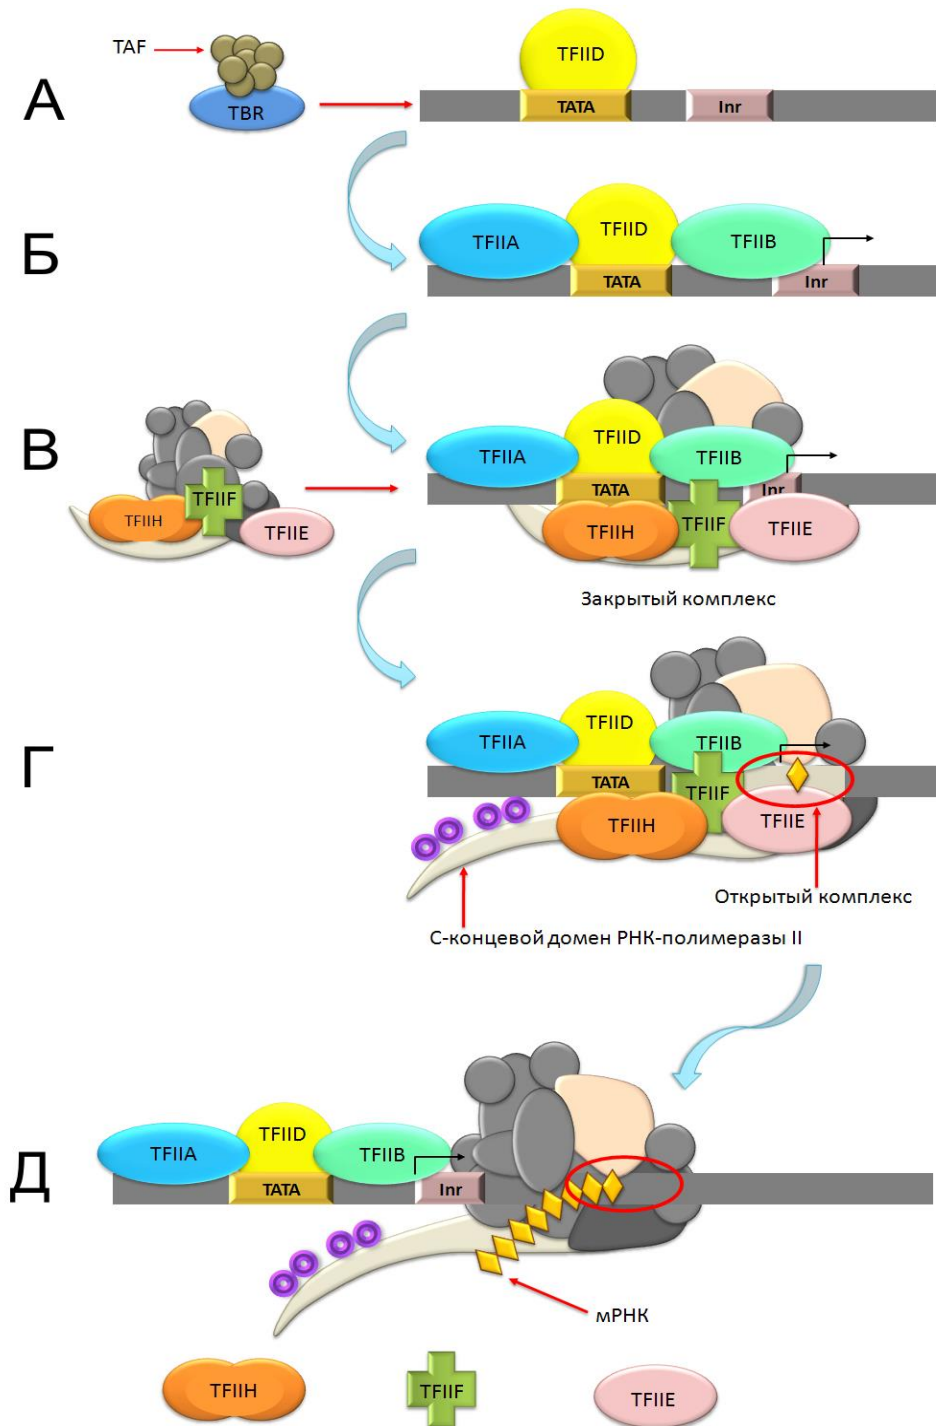 TAF
TFIID
А
TBR
TATA
Inr
Б
TFIIA
TFIID
TFIIB
TATA
Inr
В
TFIIH
TFIIF
TFIIE
TFIIA
TFIID
TFIIB
TATA
Inr
TFIIH
TFIIF
TFIIE
Закрытый комплекс
Г
TFIIA
TFIID
TFIIB
TATA
TFIIF
TFIIH
TFIIE
Открытый комплекс
С-концевой домен РНК-полимеразы II
Д
TFIIA
TFIID
TFIIB
TATA
Inr
мРНК
TFIIH
TFIIF
TFIIE